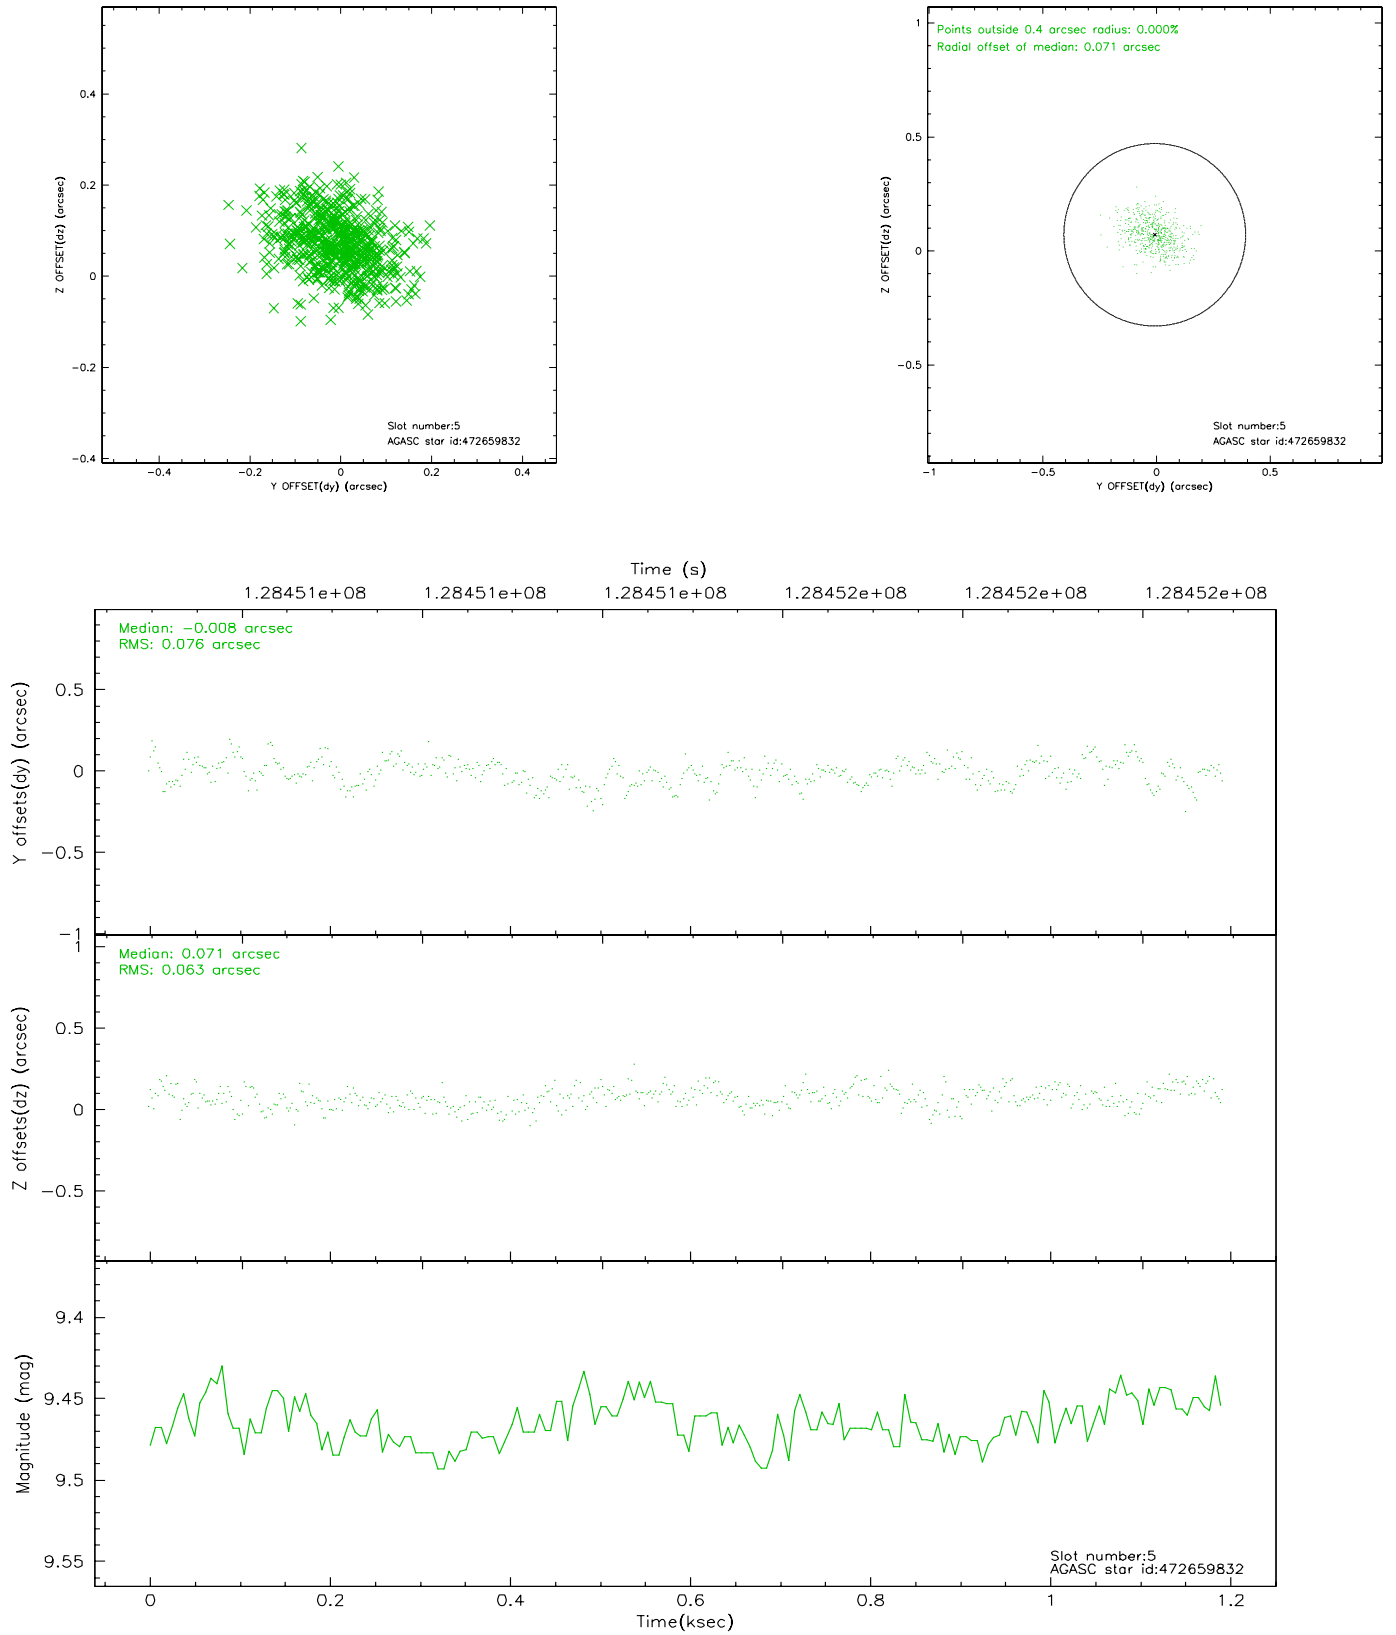 0.4
0.2
0
-0.2
-0.4
Z OFFSET(dz) (arcsec)
Slot number:5
AGASC star id:472659832
-0.4 -0.2 0 0.2 0.4
Y OFFSET(dy) (arcsec)
Points outside 0.4 arcsec radius: 0.000%
Radial offset of median: 0.071 arcsec
1
0.5
0
-0.5
Z OFFSET(dz) (arcsec)
Slot number:5
AGASC star id:472659832
-1 -0.5 0 0.5
Y OFFSET(dy) (arcsec)
Time (s)
1.28451e+08 1.28451e+08 1.28451e+08 1.28452e+08 1.28452e+08 1.28452e+08
Median: -0.008 arcsec
RMS: 0.076 arcsec
0.5
0
-0.5
-1
Y offsets(dy) (arcsec)
Median: 0.071 arcsec
RMS: 0.063 arcsec
1
0.5
0
-0.5
Z offsets(dz) (arcsec)
9.4
9.45
9.5
9.55
Magnitude (mag)
Slot number:5
AGASC star id:472659832
0 0.2 0.4 0.6 0.8 1 1.2
Time(ksec)